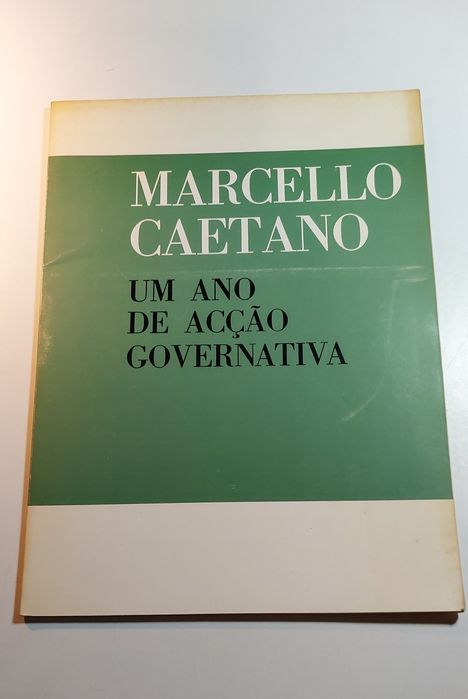 MARCELLO
CAETANO
UM ANO
DE ACÇÃO
GOVERNATIVA